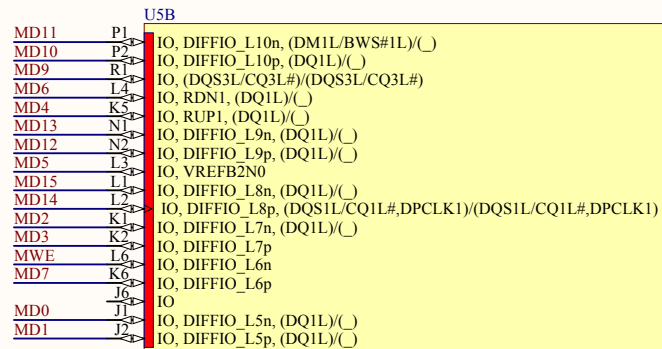 U5B
MD11 P1 IO, DIFFIO_L10n, (DM1L/BWS#1L)/(_)
MD10 P2 IO, DIFFIO_L10p, (DQ1L)/(_)
MD9 R1 IO, (DQS3L/CQ3L#)/(DQS3L/CQ3L#)
MD6 L4 IO, RDN1, (DQ1L)/(_)
MD4 K5 IO, RUP1, (DQ1L)/(_)
MD13 N1 IO, DIFFIO_L9n, (DQ1L)/(_)
MD12 N2 IO, DIFFIO_L9p, (DQ1L)/(_)
MD5 L3 IO, VREFB2N0
MD15 L1 IO, DIFFIO_L8n, (DQ1L)/(_)
MD14 L2 IO, DIFFIO_L8p, (DQS1L/CQ1L#,DPCLK1)/(DQS1L/CQ1L#,DPCLK1)
MD2 K1 IO, DIFFIO_L7n, (DQ1L)/(_)
MD3 K2 IO, DIFFIO_L7p
MWE L6 IO, DIFFIO_L6n
MD7 K6 IO, DIFFIO_L6p
J6 IO
MD0 J1 IO, DIFFIO_L5n, (DQ1L)/(_)
MD1 J2 IO, DIFFIO_L5p, (DQ1L)/(_)